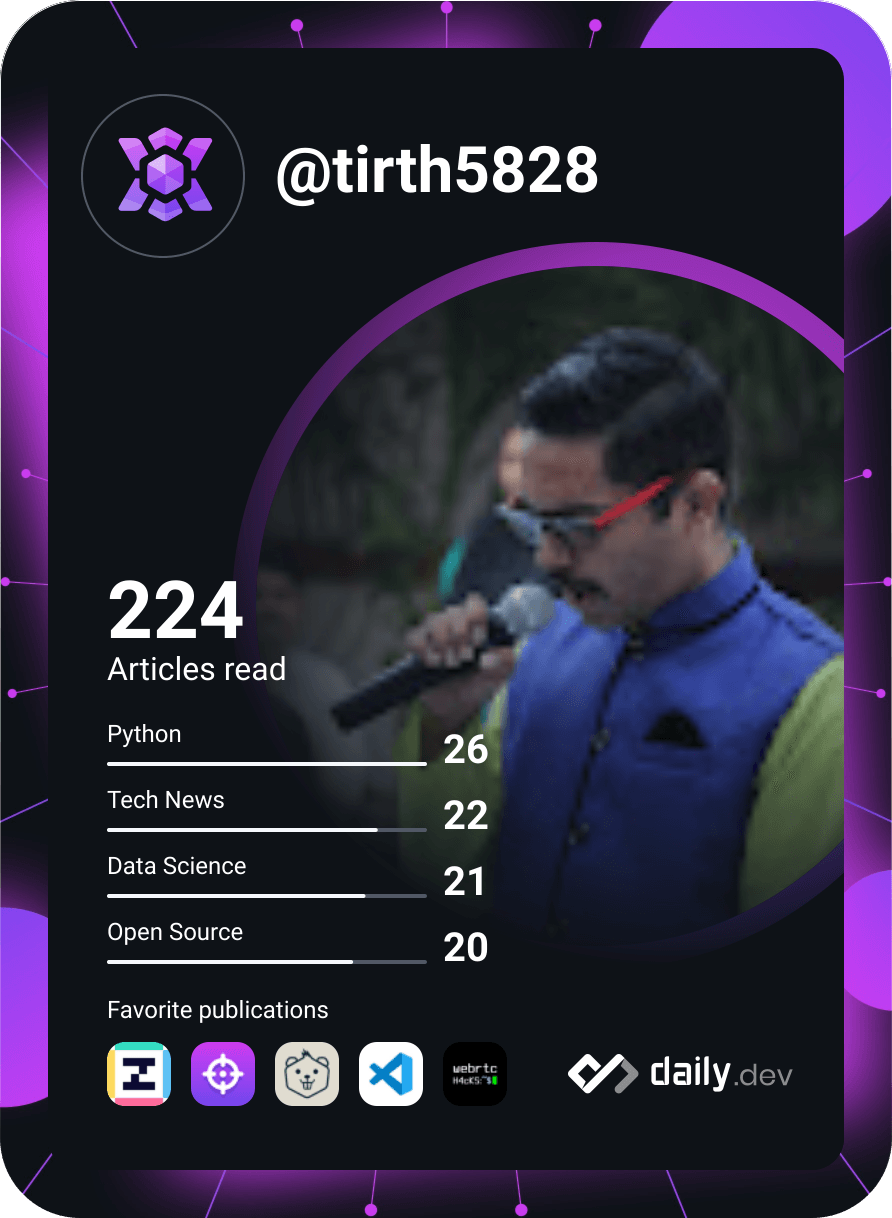 @tirth5828
224
Articles read
Python
26
Tech News
22
Data Science
21
Open Source
20
Favorite publications
webrtc
H4cKS:~$
daily.dev